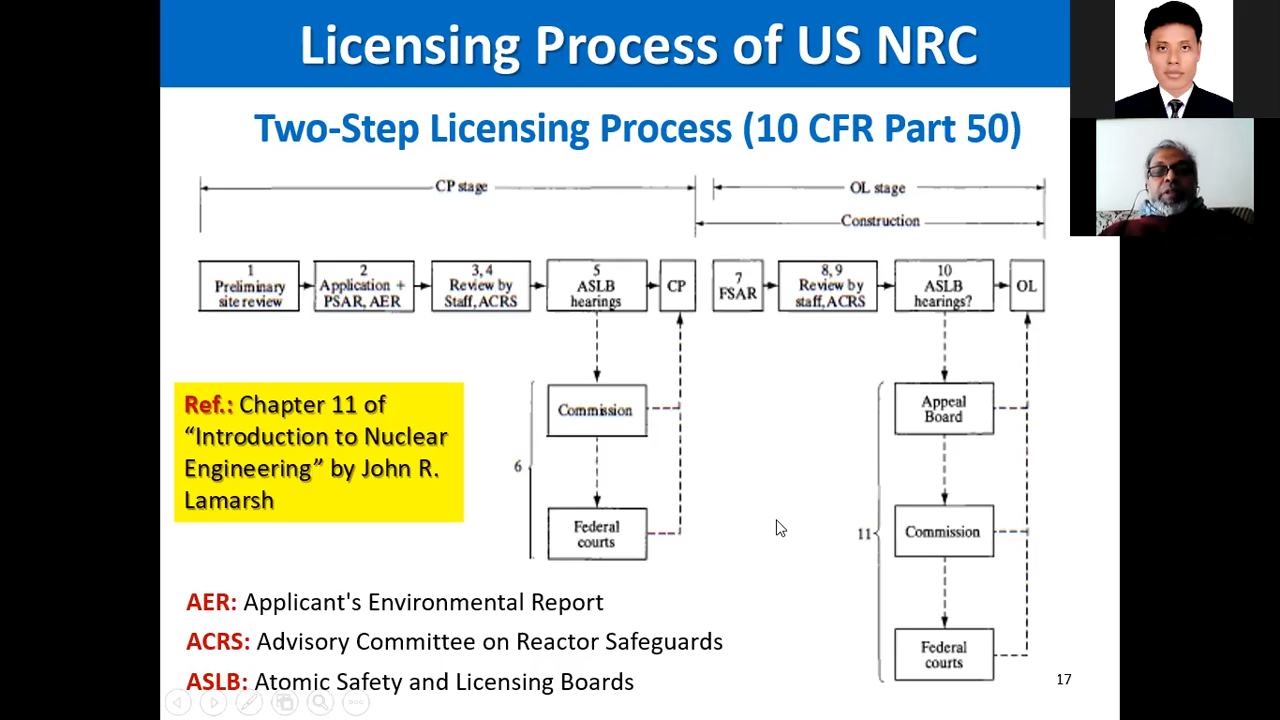 Licensing Process of US NRC
Two-Step Licensing Process (10 CFR Part 50)
CP stage
OL stage
Construction
1
Preliminary
site review
2
Application +
PSAR, AER
3, 4
Review by
Staff, ACRS
5
ASLB
hearings
CP
7
FSAR
8, 9
Review by
staff, ACRS
10
ASLB
hearings?
OL
Commission
Federal
courts
6
Appeal
Board
Commission
Federal
courts
11
Ref.: Chapter 11 of
“Introduction to Nuclear
Engineering” by John R.
Lamarsh
AER: Applicant's Environmental Report
ACRS: Advisory Committee on Reactor Safeguards
ASLB: Atomic Safety and Licensing Boards
17